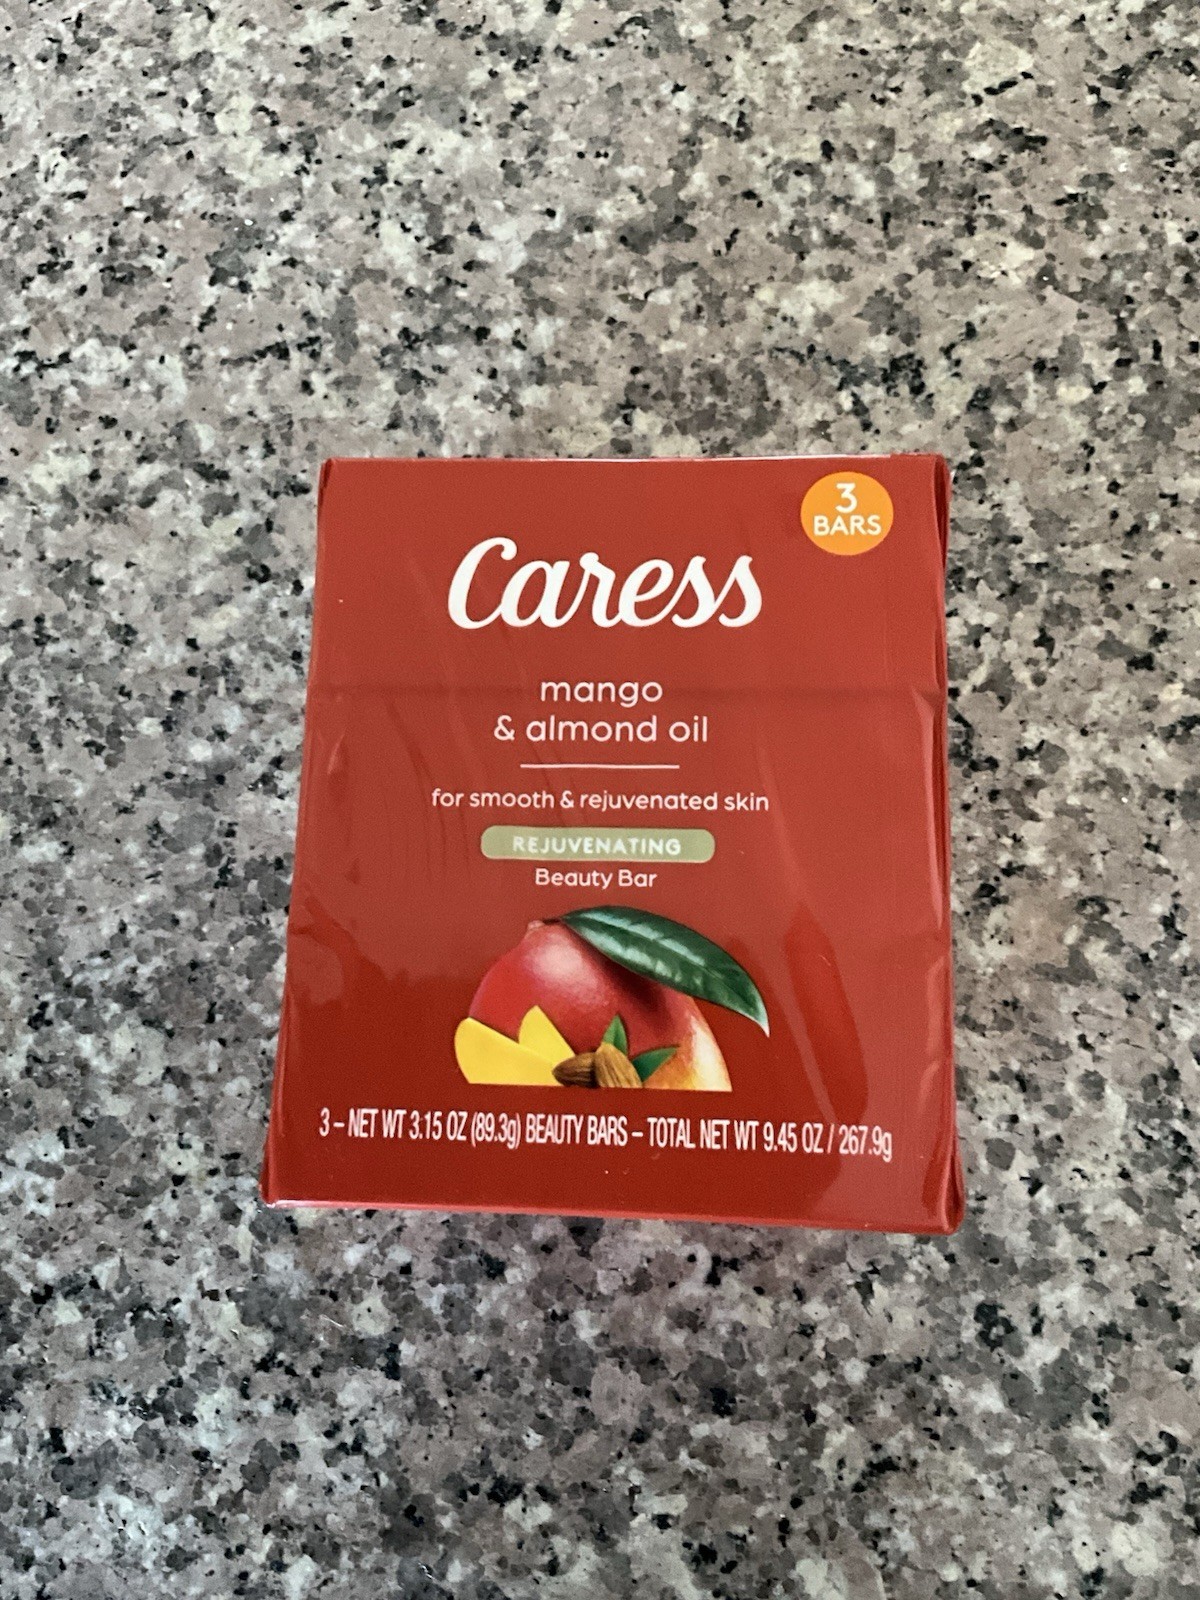 3
BARS
Caress
mango
& almond oil
for smooth & rejuvenated skin
REJUVENATING
Beauty Bar
3 – NET WT 3.15 OZ (89.3g) BEAUTY BARS – TOTAL NET WT 9.45 OZ / 267.9g